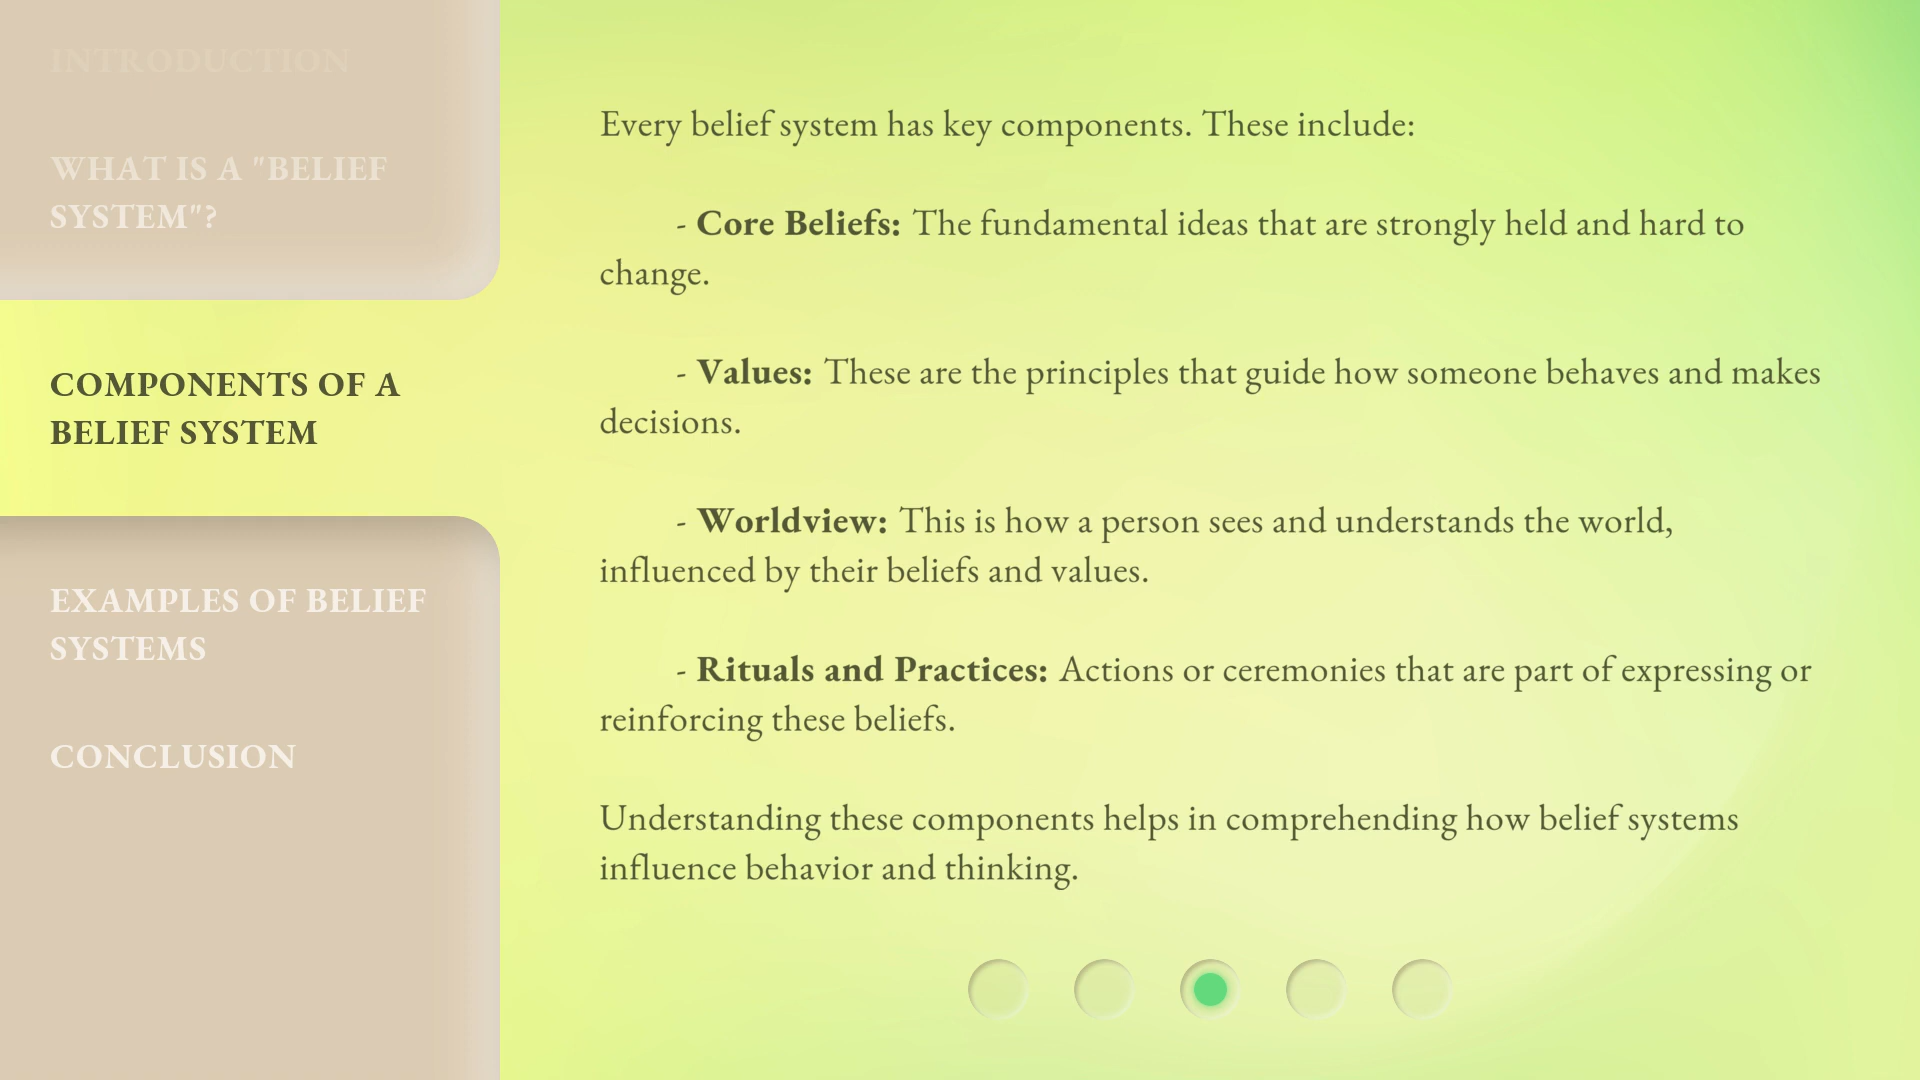 INTRODUCTION
WHAT IS A "BELIEF
SYSTEM"?
COMPONENTS OF A
BELIEF SYSTEM
EXAMPLES OF BELIEF
SYSTEMS
CONCLUSION
Every belief system has key components. These include:
- Core Beliefs: The fundamental ideas that are strongly held and hard to
change.
- Values: These are the principles that guide how someone behaves and makes
decisions.
- Worldview: This is how a person sees and understands the world,
influenced by their beliefs and values.
- Rituals and Practices: Actions or ceremonies that are part of expressing or
reinforcing these beliefs.
Understanding these components helps in comprehending how belief systems
influence behavior and thinking.